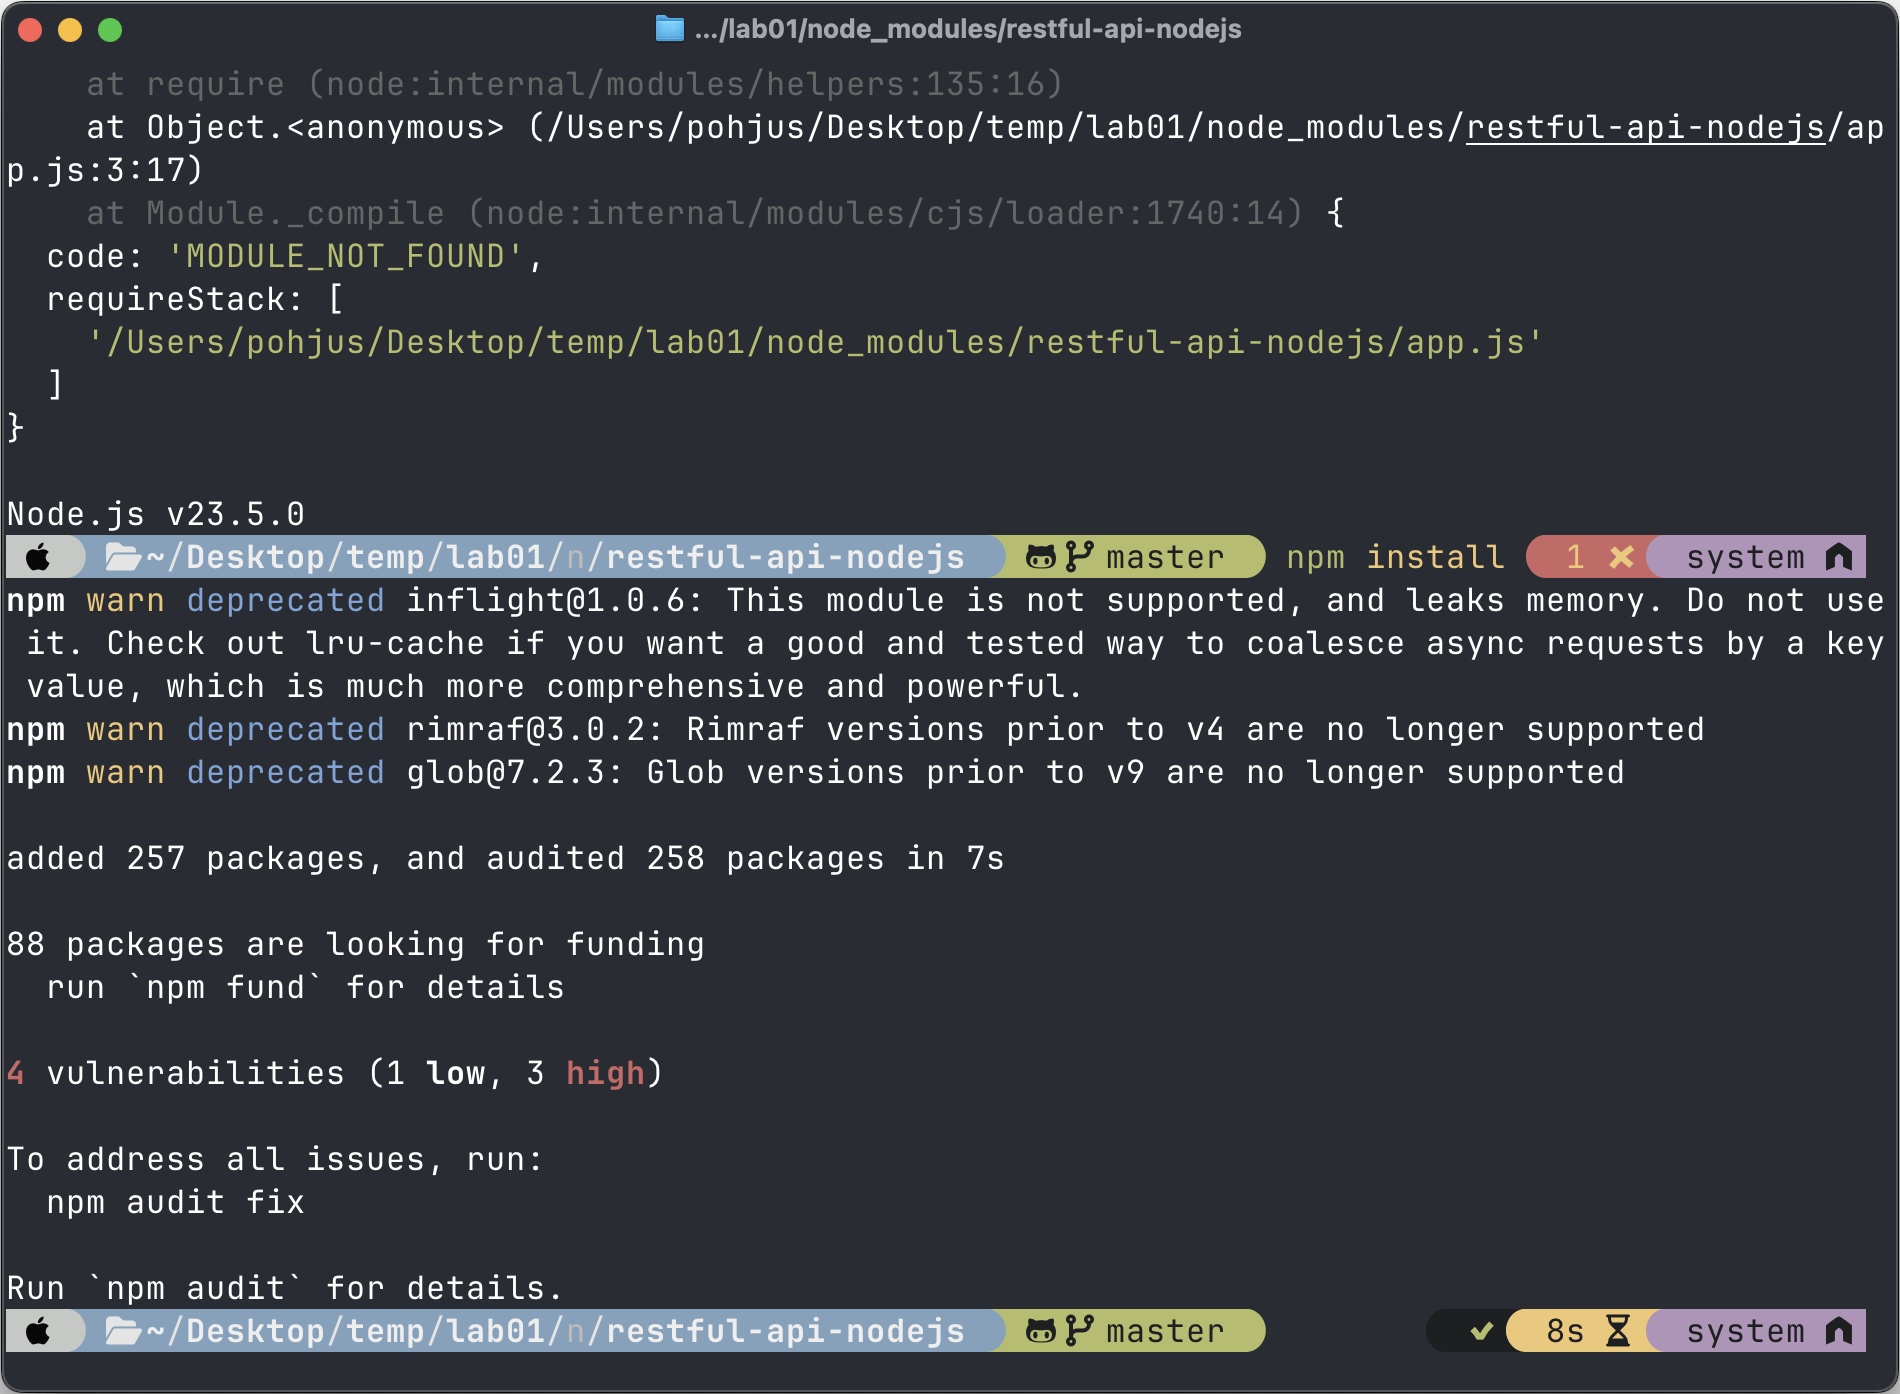 .../lab01/node_modules/restful-api-nodejs
    at require (node:internal/modules/helpers:135:16)
    at Object.<anonymous> (/Users/pohjus/Desktop/temp/lab01/node_modules/restful-api-nodejs/ap
p.js:3:17)
    at Module._compile (node:internal/modules/cjs/loader:1740:14) {
  code: 'MODULE_NOT_FOUND',
  requireStack: [
    '/Users/pohjus/Desktop/temp/lab01/node_modules/restful-api-nodejs/app.js'
  ]
}
Node.js v23.5.0
~/Desktop/temp/lab01/n/restful-api-nodejs master npm install 1 ✘ system
npm warn deprecated inflight@1.0.6: This module is not supported, and leaks memory. Do not use
 it. Check out lru-cache if you want a good and tested way to coalesce async requests by a key
 value, which is much more comprehensive and powerful.
npm warn deprecated rimraf@3.0.2: Rimraf versions prior to v4 are no longer supported
npm warn deprecated glob@7.2.3: Glob versions prior to v9 are no longer supported
added 257 packages, and audited 258 packages in 7s
88 packages are looking for funding
  run `npm fund` for details
4 vulnerabilities (1 low, 3 high)
To address all issues, run:
  npm audit fix
Run `npm audit` for details.
~/Desktop/temp/lab01/n/restful-api-nodejs master ✔ 8s system